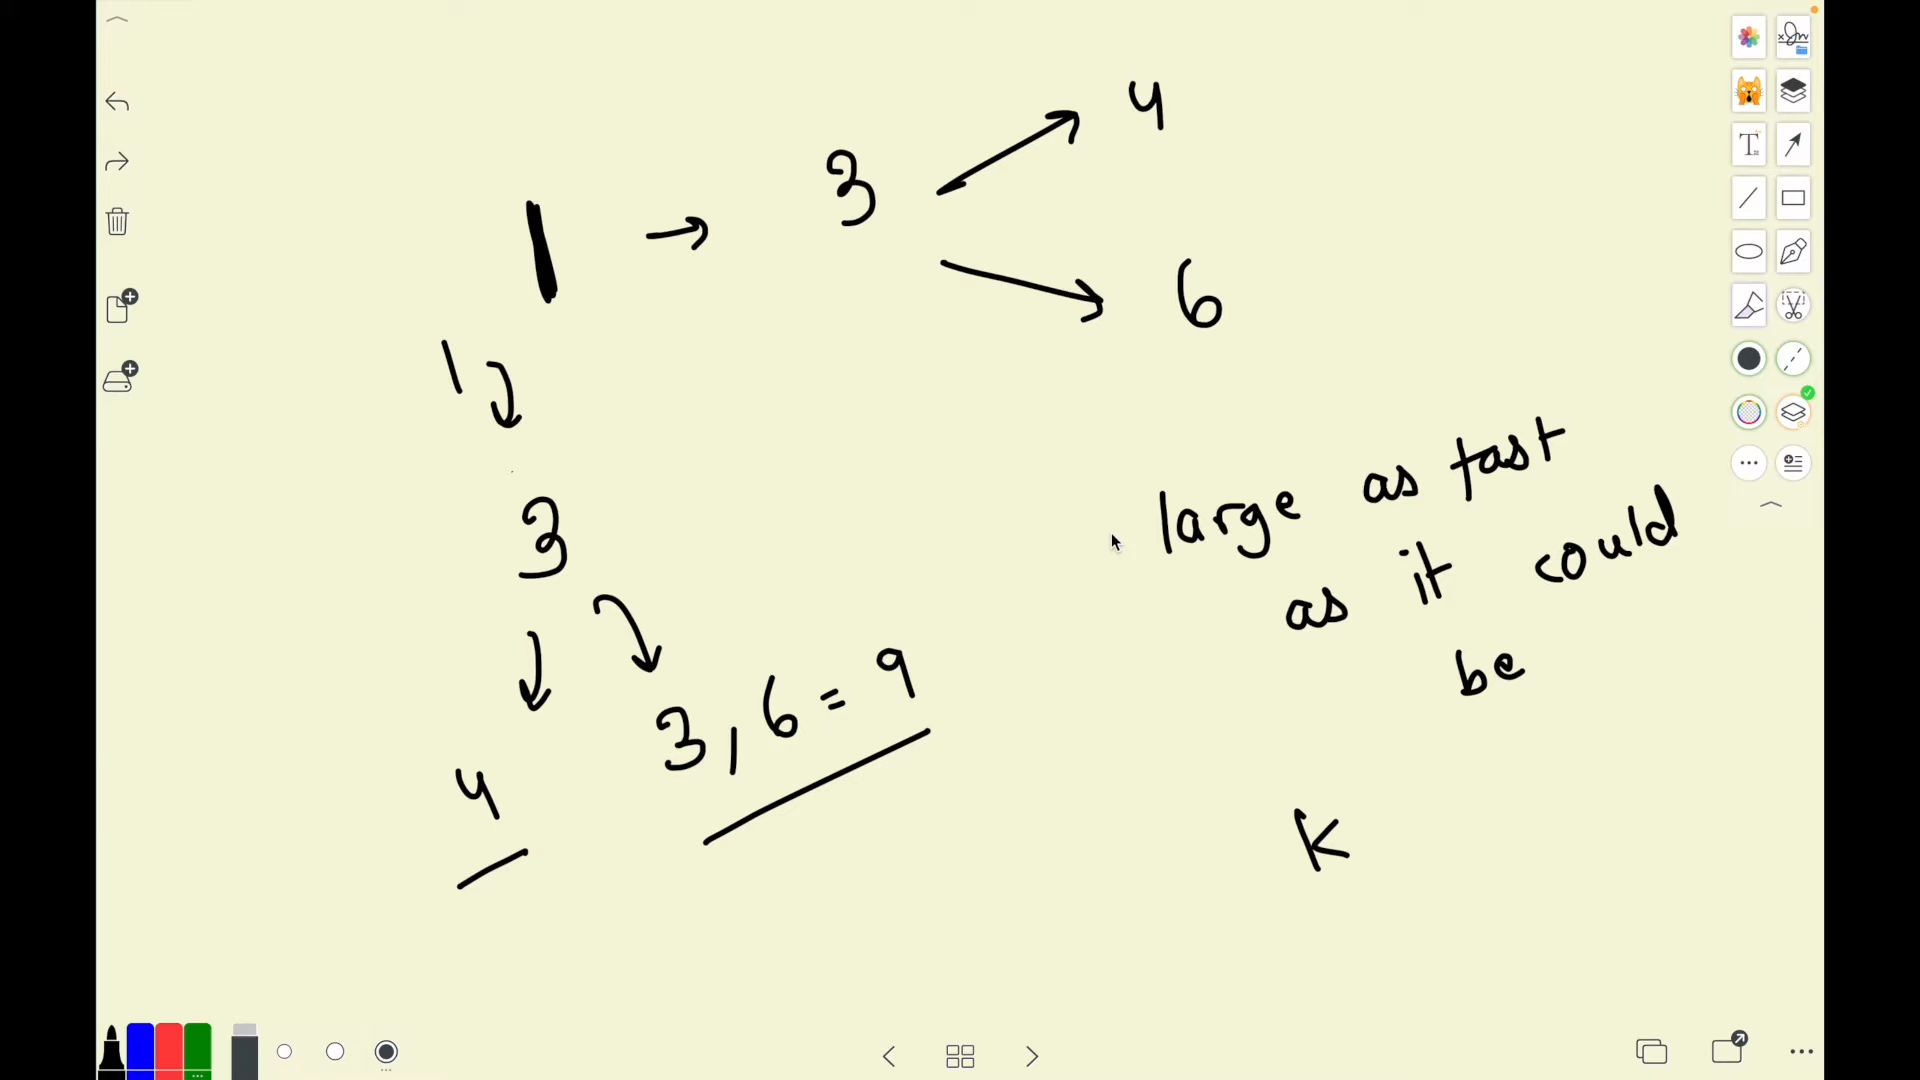 4
1 → 3
6
1
3
3, 6 = 9
4
large as fast
as it could
be
K